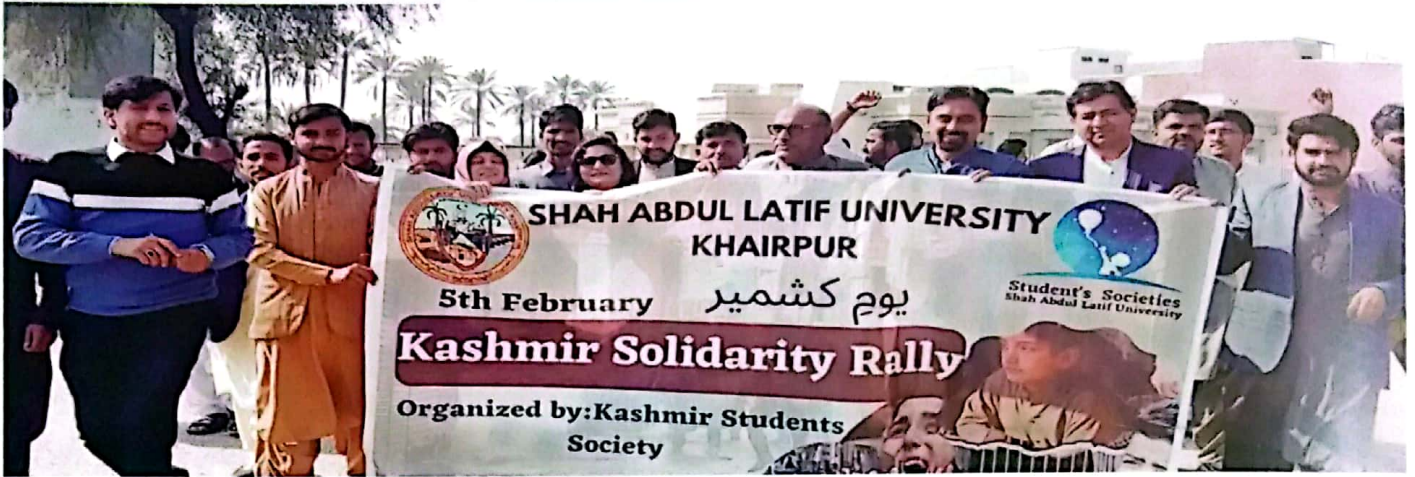 SHAH ABDUL LATIF UNIVERSITY
KHAIRPUR
5th February
یوم کشمیر
Student's Societies
Shah Abdul Latif University
Kashmir Solidarity Rally
Organized by:Kashmir Students
Society